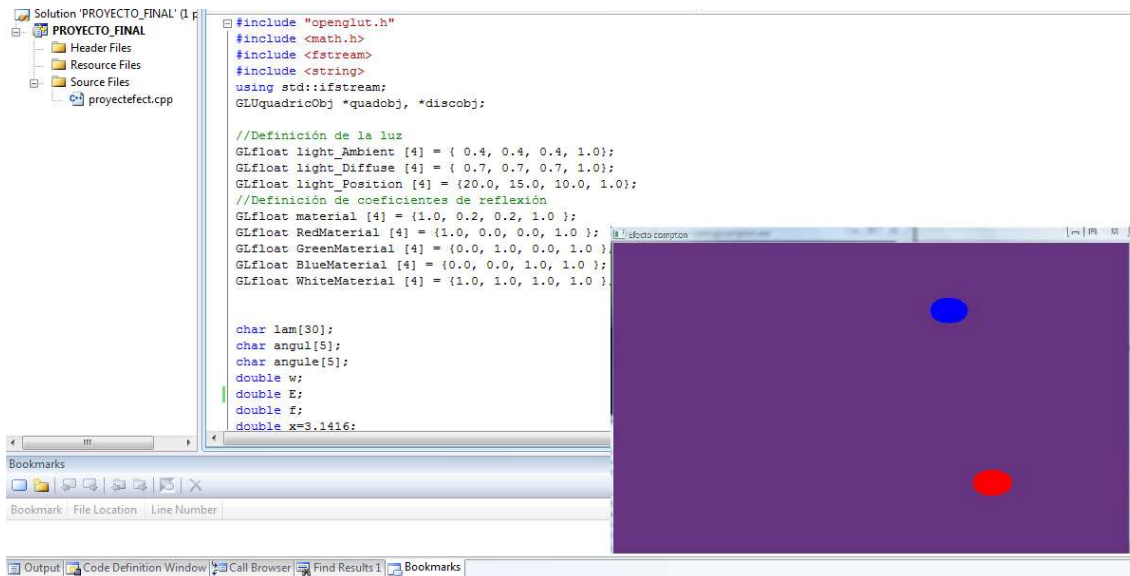 Solution 'PROYECTO_FINAL' (1 p
PROYECTO_FINAL
Header Files
Resource Files
Source Files
proyectefect.cpp
#include "openglut.h"
#include <math.h>
#include <fstream>
#include <string>
using std::ifstream;
GLUquadricObj *quadobj, *discobj;
//Definición de la luz
GLfloat light_Ambient [4] = { 0.4, 0.4, 0.4, 1.0};
GLfloat light_Diffuse [4] = { 0.7, 0.7, 0.7, 1.0};
GLfloat light_Position [4] = {20.0, 15.0, 10.0, 1.0};
//Definición de coeficientes de reflexión
GLfloat material [4] = {1.0, 0.2, 0.2, 1.0 };
GLfloat RedMaterial [4] = {1.0, 0.0, 0.0, 1.0 };
GLfloat GreenMaterial [4] = {0.0, 1.0, 0.0, 1.0 }
GLfloat BlueMaterial [4] = {0.0, 0.0, 1.0, 1.0 };
GLfloat WhiteMaterial [4] = {1.0, 1.0, 1.0, 1.0 }
char lam[30];
char angul[5];
char angule[5];
double w;
double E;
double f;
double x=3.1416;
Efecto compton
Bookmarks
Bookmark File Location Line Number
Output Code Definition Window Call Browser Find Results 1 Bookmarks